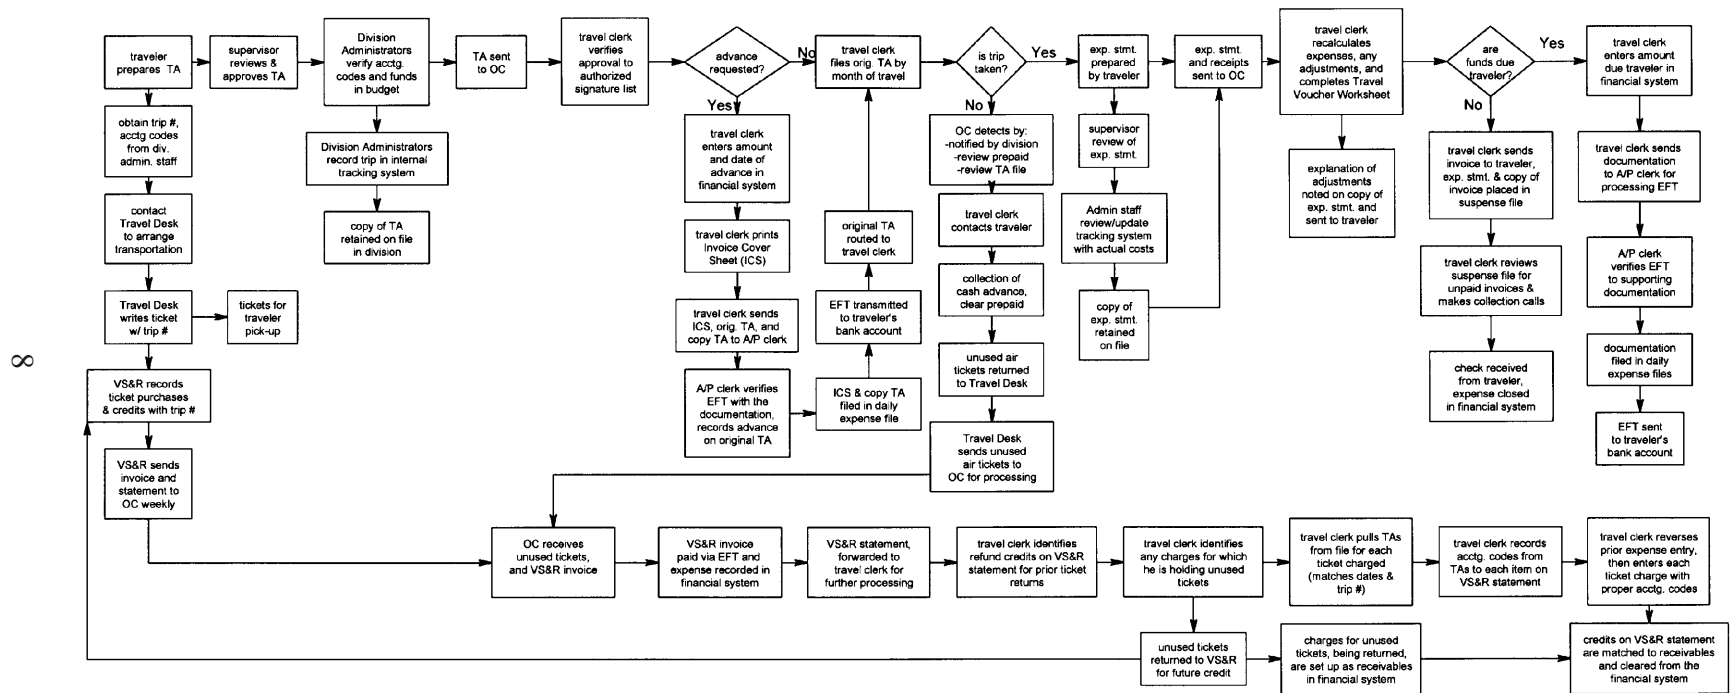 traveler
prepares TA
supervisor
reviews &
approves TA
Division
Administrators
verify acctg.
codes and funds
in budget
TA sent
to OC
travel clerk
verifies
approval to
authorized
signature list
advance
requested?
No
travel clerk
files orig. TA by
month of travel
is trip
taken?
Yes
exp. stmt.
prepared
by traveler
exp. stmt.
and receipts
sent to OC
travel clerk
recalculates
expenses, any
adjustments, and
completes Travel
Voucher Worksheet
are
funds due
traveler?
Yes
travel clerk
enters amount
due traveler in
financial system
Yes
No
No
obtain trip #,
acctg codes
from div.
admin. staff
Division Administrators
record trip in internal
tracking system
travel clerk
enters amount
and date of
advance in
financial system
OC detects by:
-notified by division
-review prepaid
-review TA file
supervisor
review of
exp. stmt.
explanation of
adjustments
noted on copy of
exp. stmt. and
sent to traveler
travel clerk sends
invoice to traveler,
exp. stmt. & copy of
invoice placed in
suspense file
travel clerk sends
documentation
to A/P clerk for
processing EFT
contact
Travel Desk
to arrange
transportation
copy of TA
retained on file
in division
travel clerk prints
Invoice Cover
Sheet (ICS)
original TA
routed to
travel clerk
travel clerk
contacts traveler
Admin staff
review/update
tracking system
with actual costs
travel clerk reviews
suspense file for
unpaid invoices &
makes collection calls
A/P clerk
verifies EFT
to supporting
documentation
Travel Desk
writes ticket
w/ trip #
tickets for
traveler
pick-up
travel clerk sends
ICS, orig. TA, and
copy TA to A/P clerk
EFT transmitted
to traveler's
bank account
collection of
cash advance,
clear prepaid
copy of
exp. stmt.
retained
on file
check received
from traveler,
expense closed
in financial system
documentation
filed in daily
expense files
8
VS&R records
ticket purchases
& credits with trip #
A/P clerk verifies
EFT with the
documentation,
records advance
on original TA
ICS & copy TA
filed in daily
expense file
unused air
tickets returned
to Travel Desk
EFT sent
to traveler's
bank account
VS&R sends
invoice and
statement to
OC weekly
Travel Desk
sends unused
air tickets to
OC for processing
OC receives
unused tickets,
and VS&R invoice
VS&R invoice
paid via EFT and
expense recorded in
financial system
VS&R statement,
forwarded to
travel clerk for
further processing
travel clerk identifies
refund credits on VS&R
statement for prior ticket
returns
travel clerk identifies
any charges for which
he is holding unused
tickets
travel clerk pulls TAs
from file for each
ticket charged
(matches dates &
trip #)
travel clerk records
acctg. codes from
TAs to each item on
VS&R statement
travel clerk reverses
prior expense entry,
then enters each
ticket charge with
proper acctg. codes
unused tickets
returned to VS&R
for future credit
charges for unused
tickets, being returned,
are set up as receivables
in financial system
credits on VS&R statement
are matched to receivables
and cleared from the
financial system